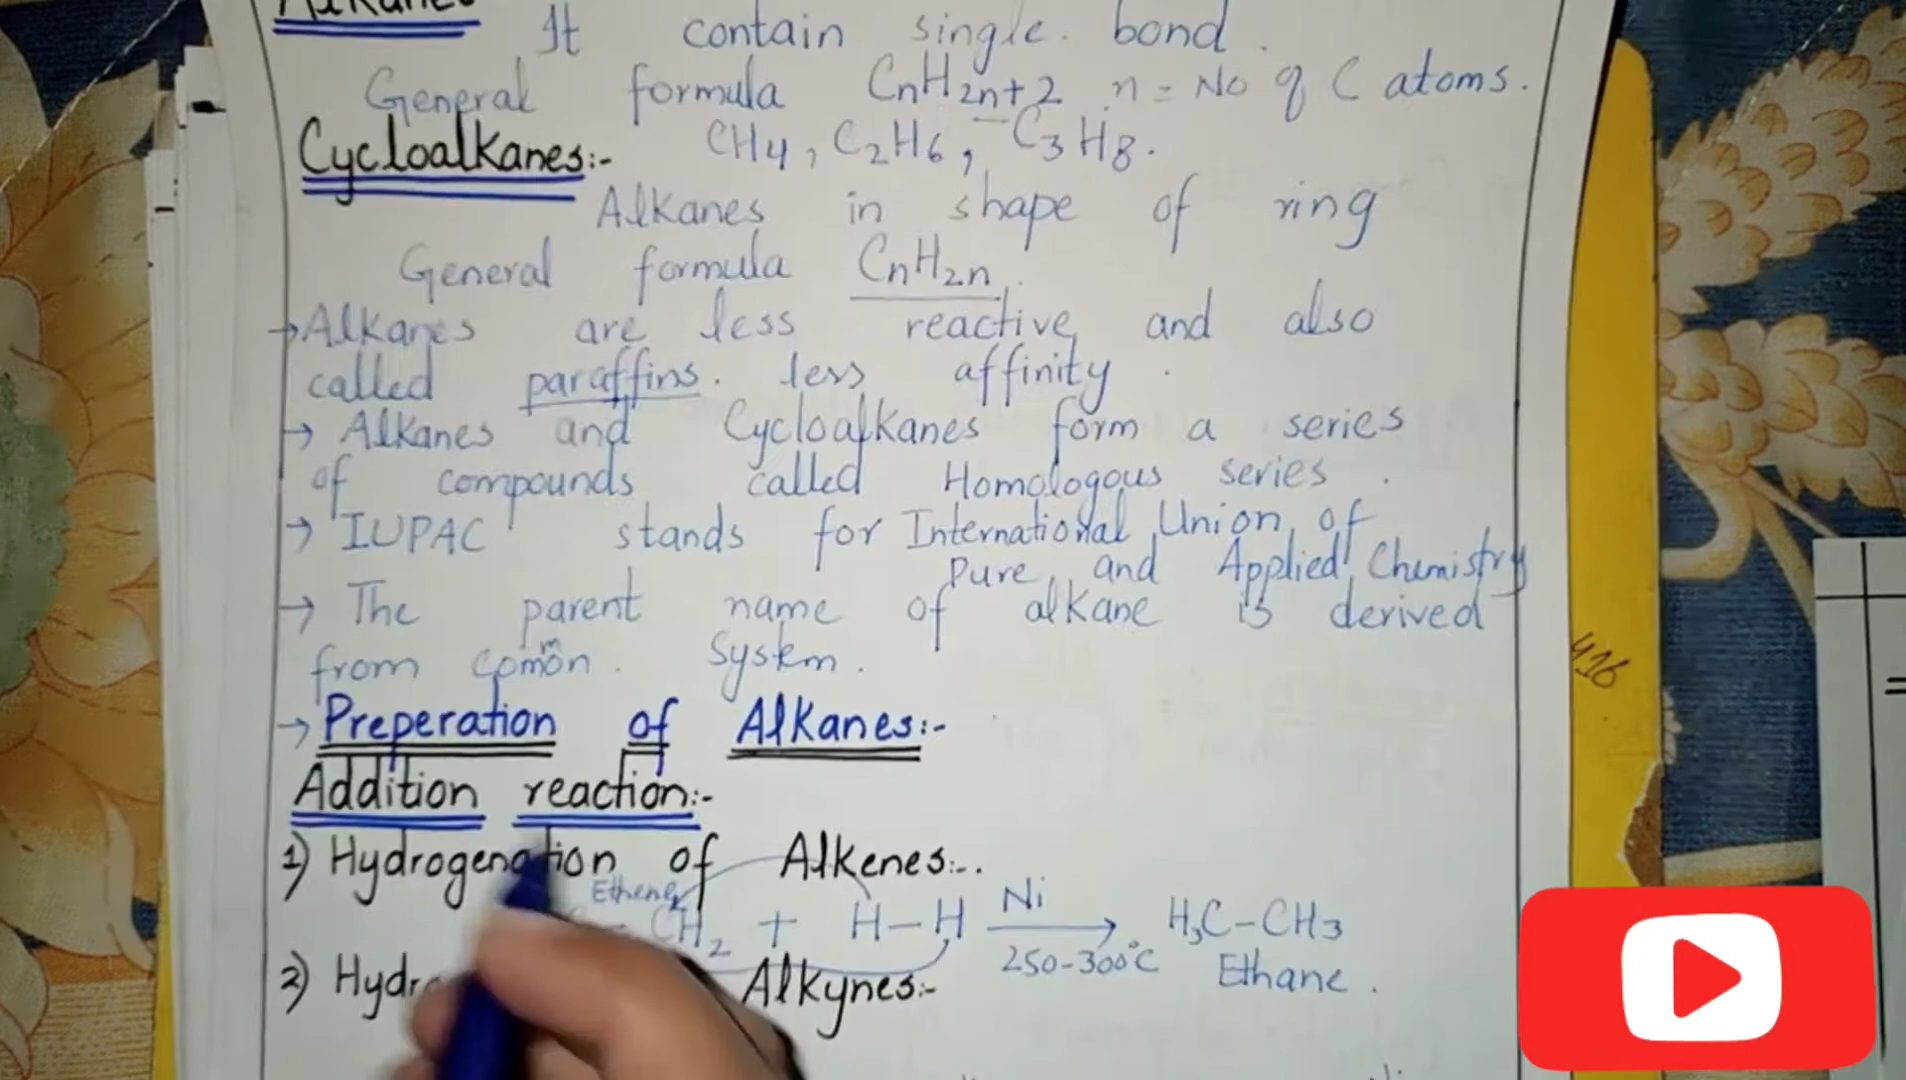 Alkanes
It contain single bond.
General formula CnH2n+2 n = No of C atoms.
Cycloalkanes:- CH4, C2H6, C3H8.
Alkanes in shape of ring
General formula CnH2n.
→ Alkanes are less reactive and also
called paraffins. less affinity.
→ Alkanes and Cycloalkanes form a series
of compounds called Homologous series.
→ IUPAC stands for International Union of
Pure and Applied Chemistry
→ The parent name of alkane is derived
from common system.
→ Preperation of Alkanes:-
Addition reaction:-
1) Hydrogenation of Alkenes:-.
Ethene
CH2 + H-H Ni → H3C-CH3
250-300°C Ethane.
2) Hydr Alkynes:-